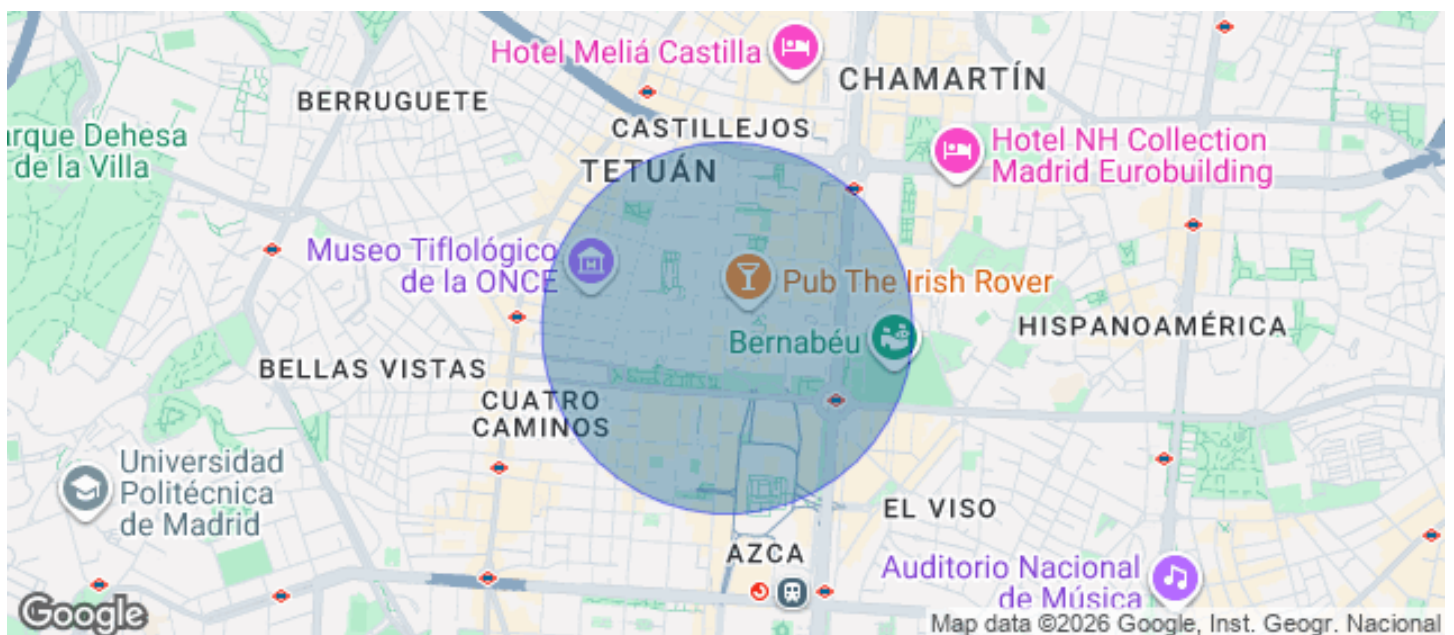 Hotel Meliá Castilla
CHAMARTÍN
BERRUGUETE
CASTILLEJOS
arque Dehesa
de la Villa
TETUÁN
Hotel NH Collection
Madrid Eurobuilding
Museo Tiflológico
de la ONCE
Pub The Irish Rover
Bernabéu
HISPANOAMÉRICA
BELLAS VISTAS
CUATRO
CAMINOS
Universidad
Politécnica
de Madrid
EL VISO
AZCA
Auditorio Nacional
de Música
Google
Map data ©2026 Google, Inst. Geogr. Nacional